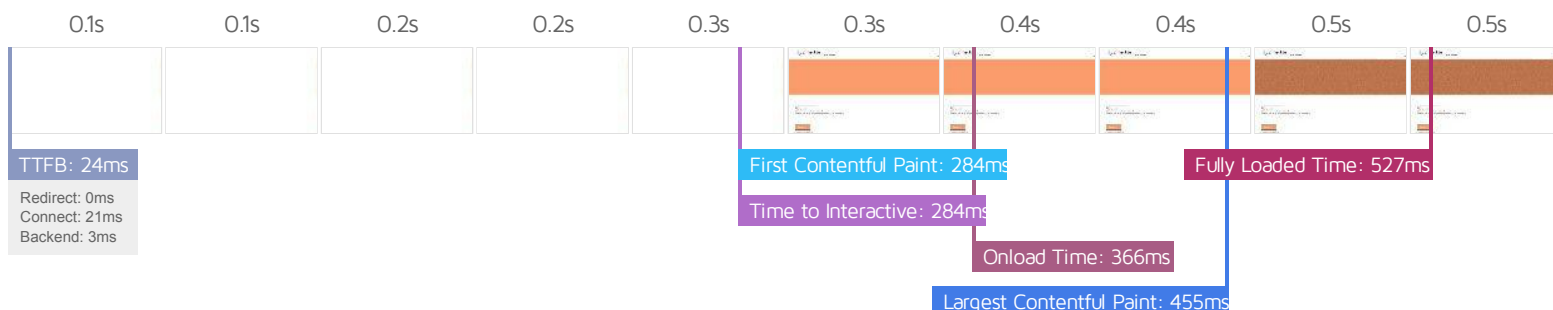 0.1s 0.1s 0.2s 0.2s 0.3s 0.3s 0.4s 0.4s 0.5s 0.5s
TTFB: 24ms
Redirect: 0ms
Connect: 21ms
Backend: 3ms
First Contentful Paint: 284ms
Time to Interactive: 284ms
Onload Time: 366ms
Largest Contentful Paint: 455ms
Fully Loaded Time: 527ms